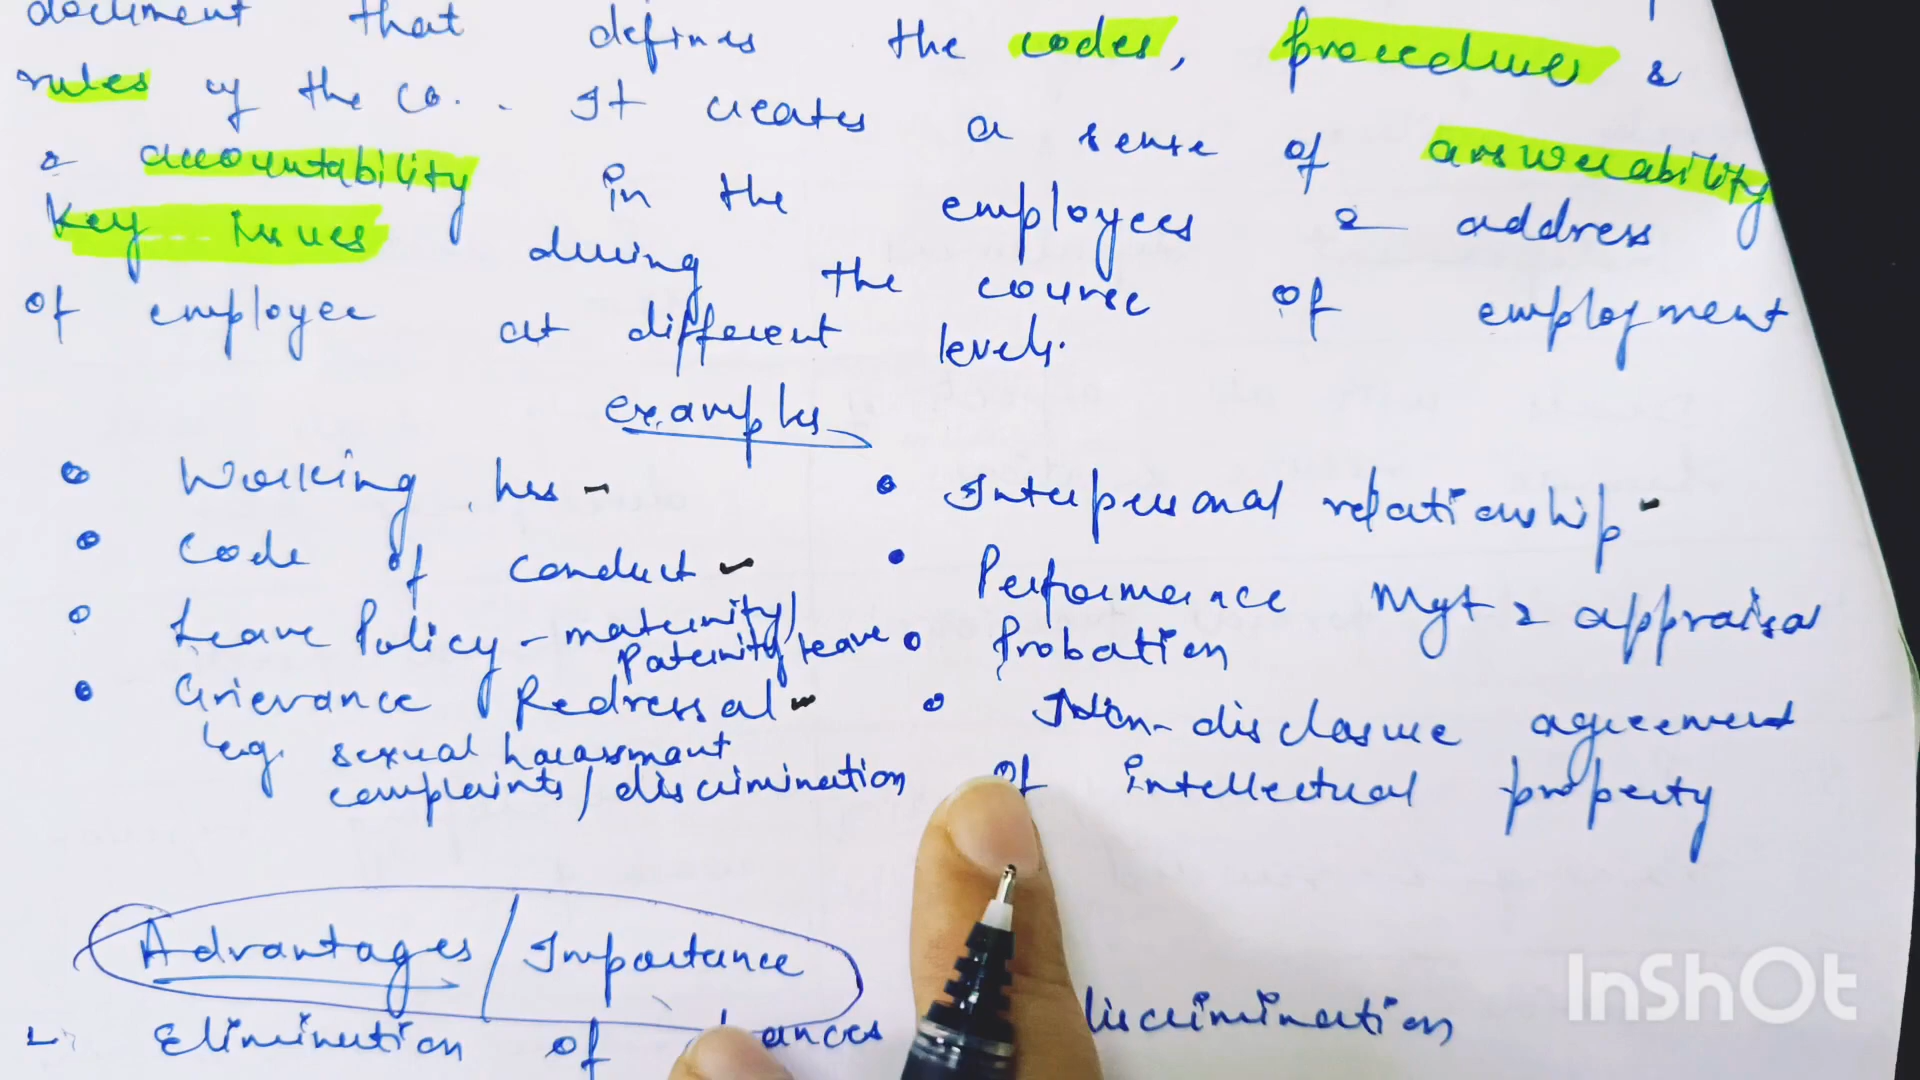 document that defines the codes, procedures &
rules of the co.. It creates a sense of answerability
& accountability in the employees & address
key issues during the course of employment
of employee at different levels.
examples
• Working hrs -
• Code of conduct -
• Leave Policy - maternity/
paternity leave
• Grievance Redressal -
eg. sexual harassmant
complaints / discrimination
• Interpersonal relationship -
• Performance Mgt & appraisal
• Probation
• Non-disclosure agreement
of intellectual property
Advantages / Importance
1. Elimination of discrimination
InShOt